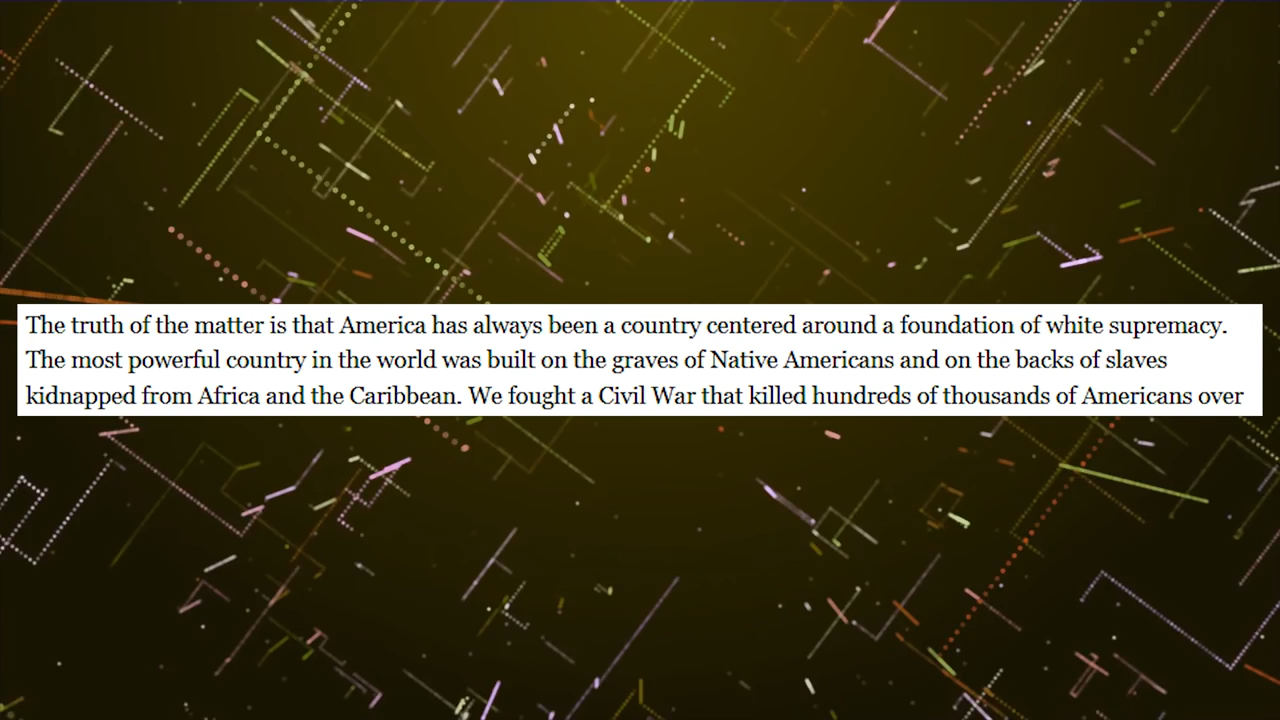 The truth of the matter is that America has always been a country centered around a foundation of white supremacy.
The most powerful country in the world was built on the graves of Native Americans and on the backs of slaves
kidnapped from Africa and the Caribbean. We fought a Civil War that killed hundreds of thousands of Americans over